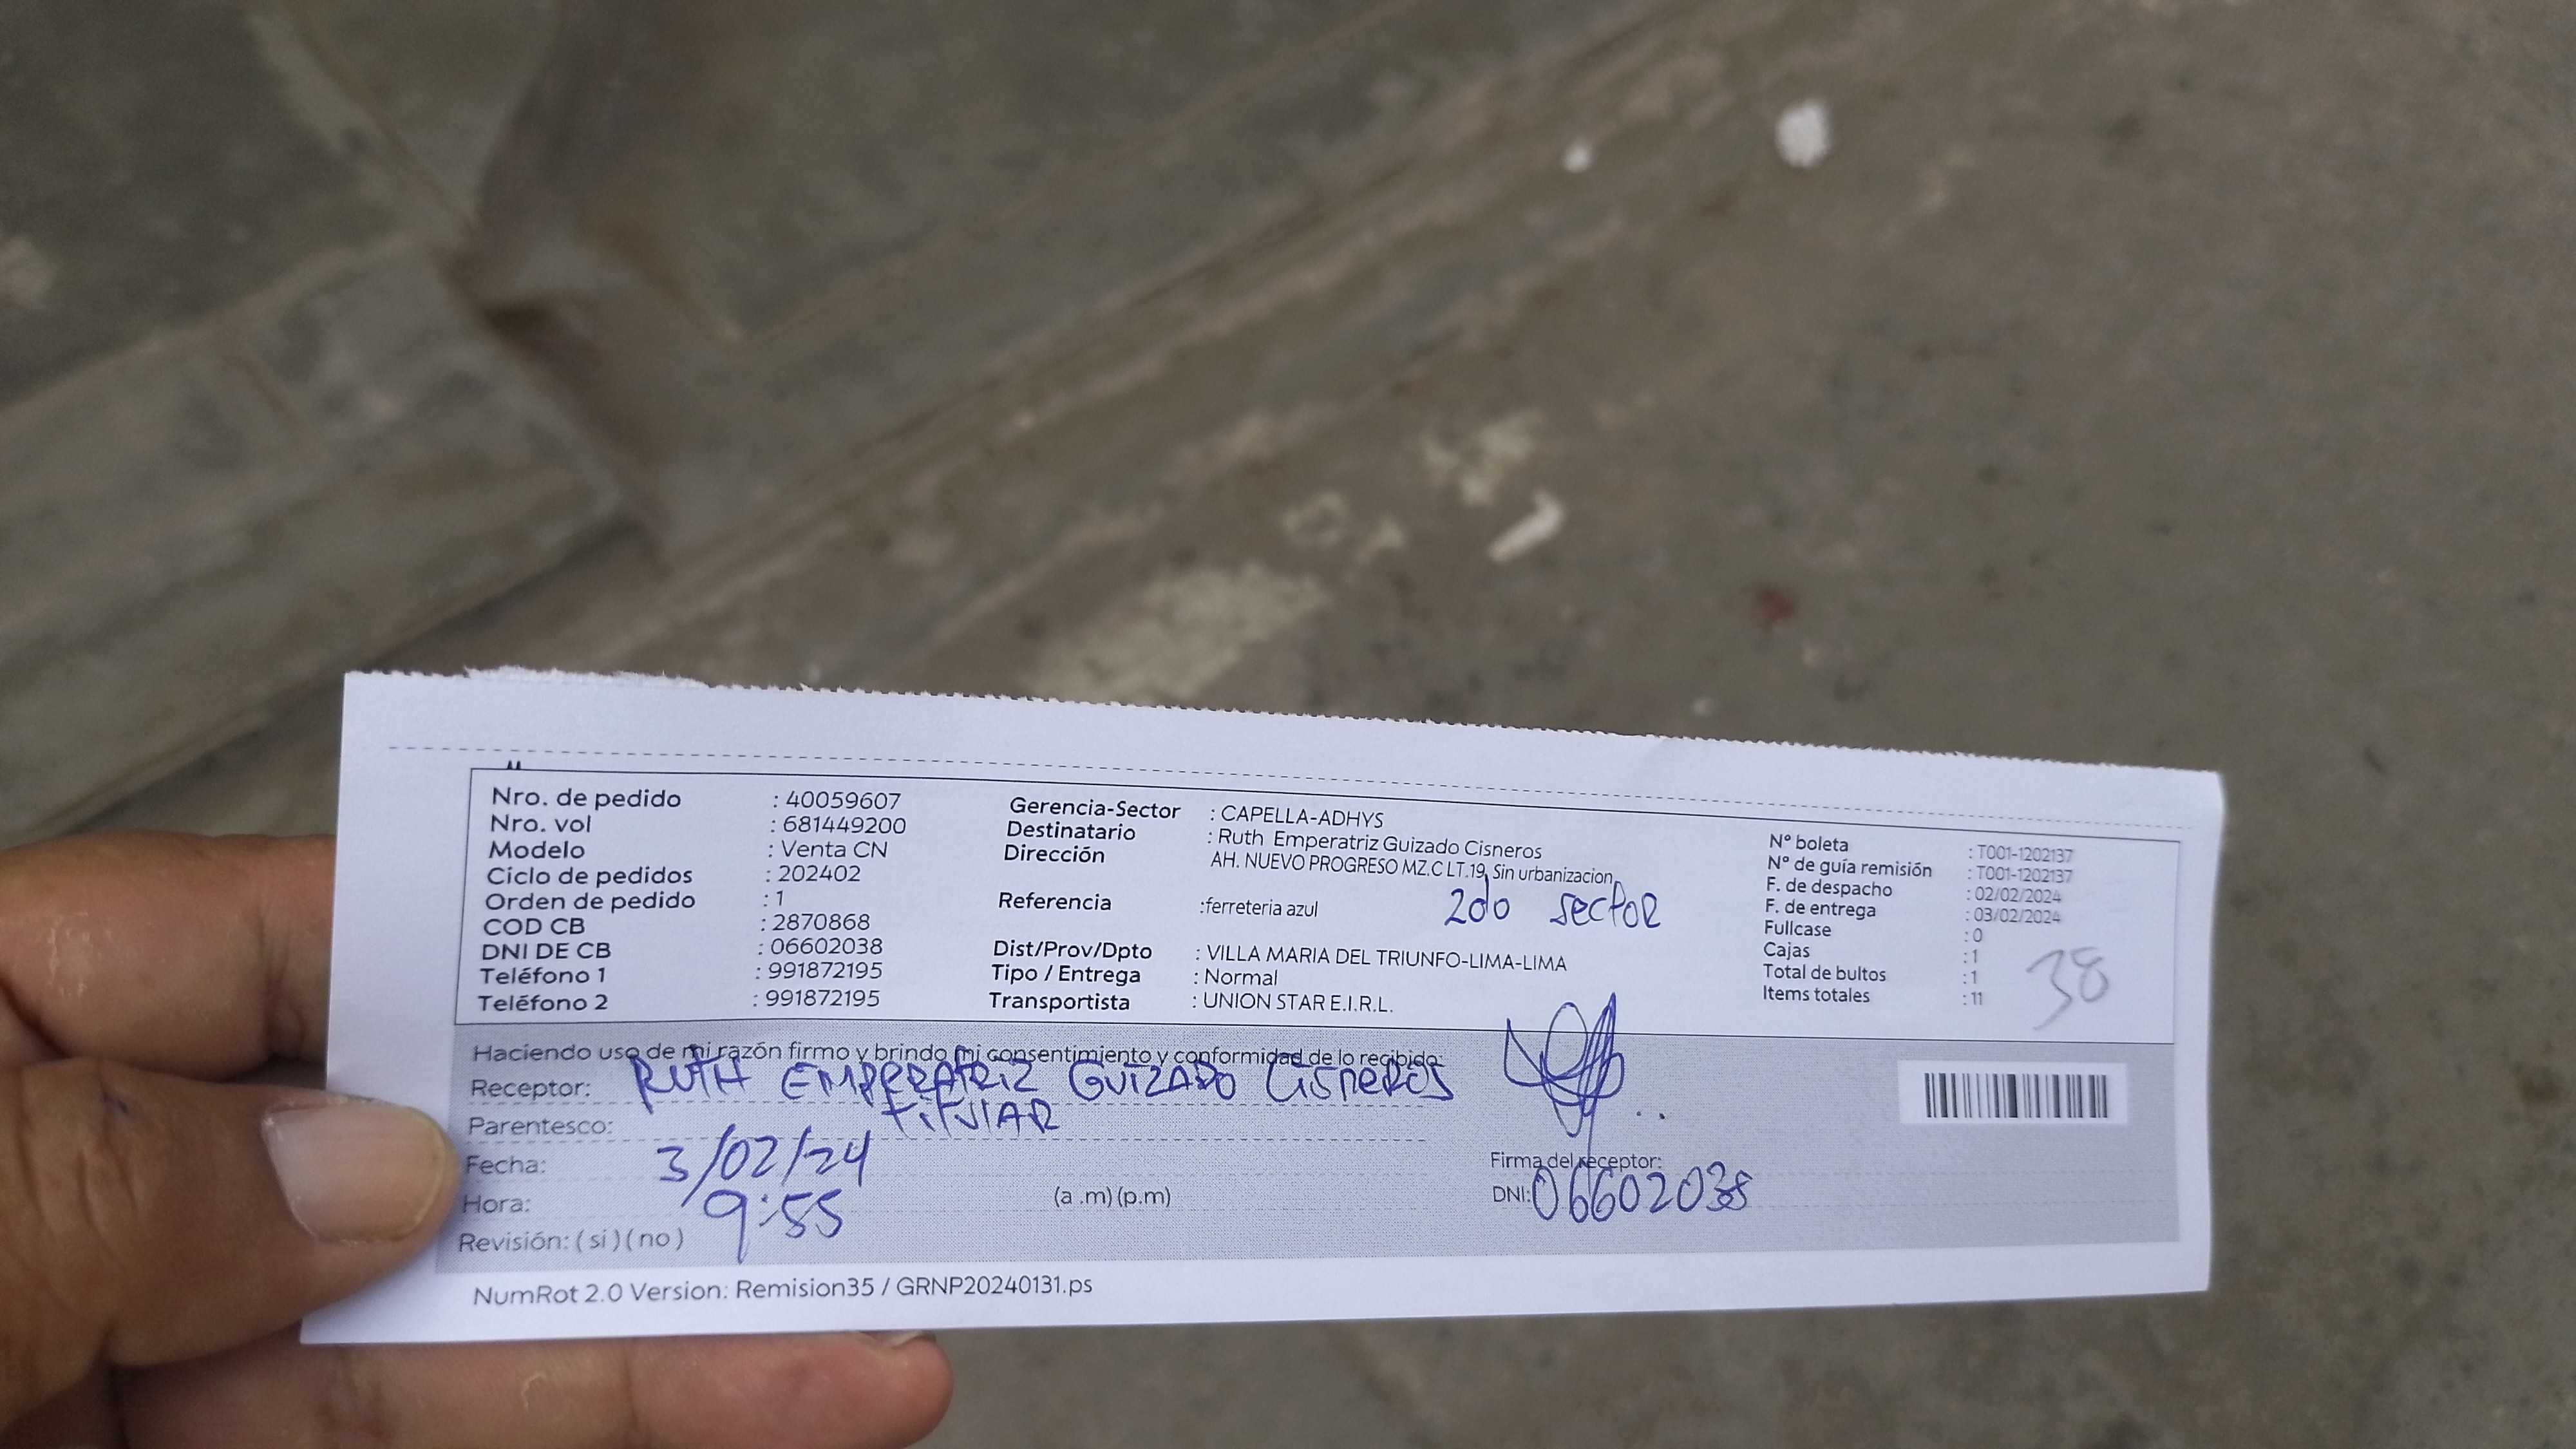 Nro. de pedido : 40059607
Nro. vol : 681449200
Modelo : Venta CN
Ciclo de pedidos : 202402
Orden de pedido : 1
COD CB : 2870868
DNI DE CB : 06602038
Teléfono 1 : 991872195
Teléfono 2 : 991872195
Gerencia-Sector : CAPELLA-ADHYS
Destinatario : Ruth Emperatriz Guizado Cisneros
Dirección AH. NUEVO PROGRESO MZ.C LT.19, Sin urbanizacion,
Referencia :ferreteria azul 2do sector
Dist/Prov/Dpto : VILLA MARIA DEL TRIUNFO-LIMA-LIMA
Tipo / Entrega : Normal
Transportista : UNION STAR E.I.R.L.
N° boleta : T001-1202137
N° de guía remisión : T001-1202137
F. de despacho : 02/02/2024
F. de entrega : 03/02/2024
Fullcase : 0
Cajas : 1
Total de bultos : 1
Items totales : 11
38
Haciendo uso de mi razón firmo y brindo mi consentimiento y conformidad de lo recibido:
Receptor: RUTH EMPERATRIZ GUIZADO CISNEROS
Parentesco: TITULAR
Fecha: 3/02/24
Hora: 9:55 (a .m) (p.m)
Revisión: ( si ) ( no )
Firma del receptor:
DNI: 06602038
NumRot 2.0 Version: Remision35 / GRNP20240131.ps